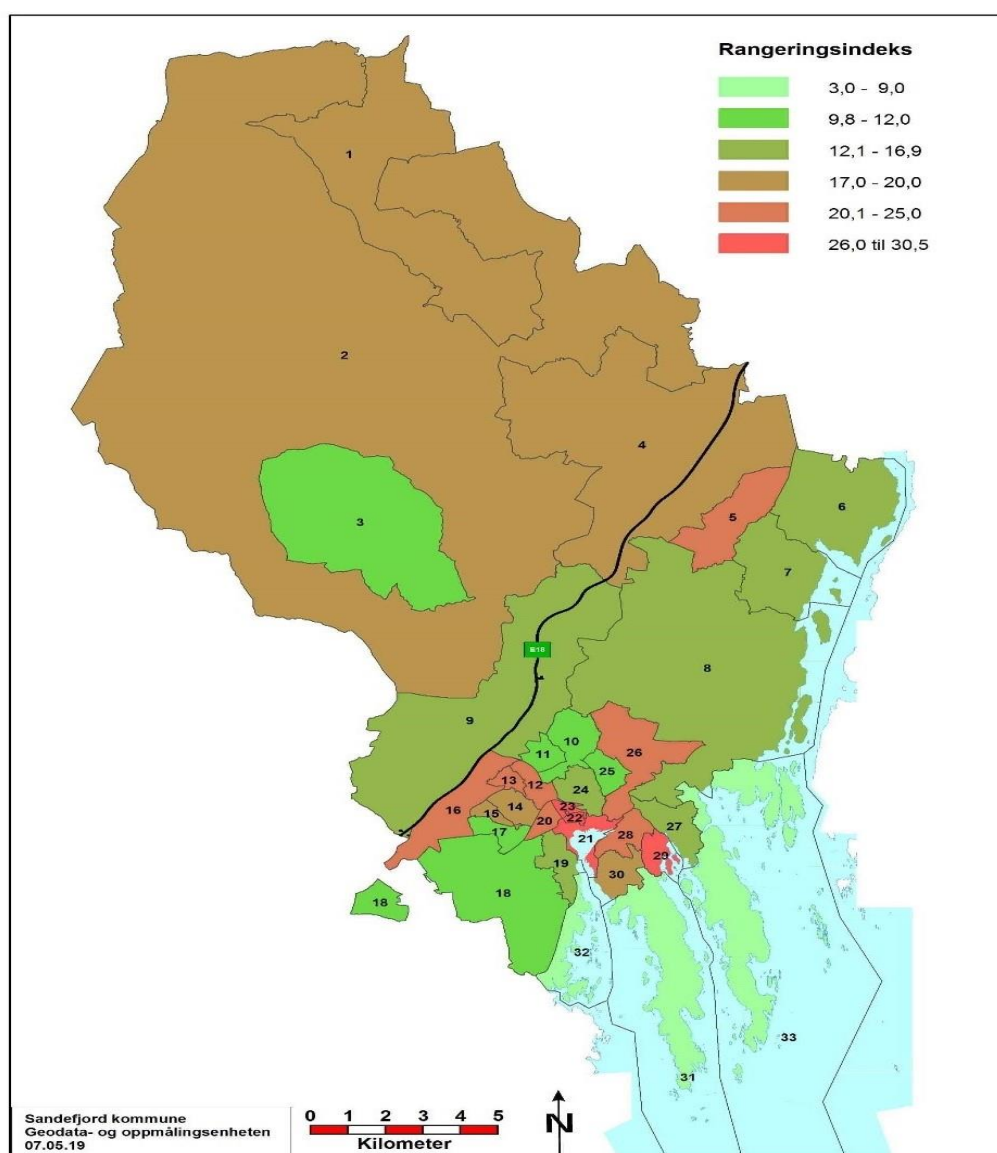 Rangeringsindeks
3,0 - 9,0
9,8 - 12,0
12,1 - 16,9
17,0 - 20,0
20,1 - 25,0
26,0 til 30,5
1
2
3
4
5
6
7
8
E18
9
10
11
26
25
13
12
24
16
15
14
23
22
20
17
21
28
27
19
29
30
18
18
32
33
31
Sandefjord kommune
Geodata- og oppmålingsenheten
07.05.19
0 1 2 3 4 5
Kilometer
N